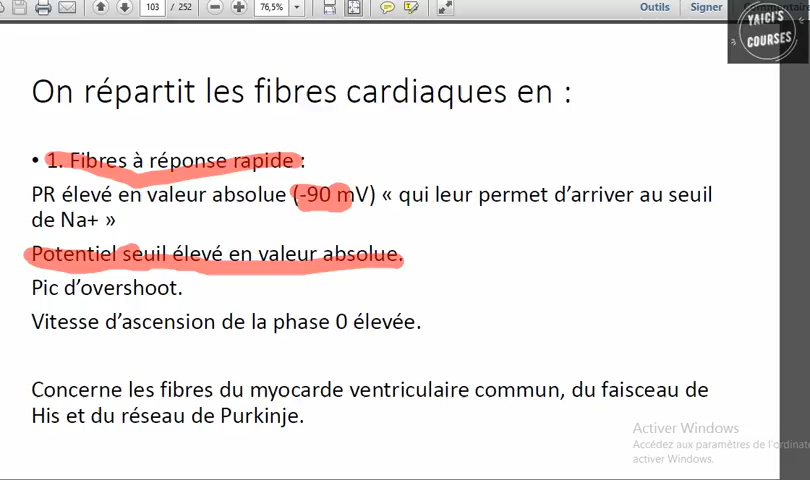 103 / 252
76,5%
Outils
Signer
Commentaire
YAICI'S
COURSES
On répartit les fibres cardiaques en :
• 1. Fibres à réponse rapide :
PR élevé en valeur absolue (-90 mV) « qui leur permet d'arriver au seuil
de Na+ »
Potentiel seuil élevé en valeur absolue.
Pic d'overshoot.
Vitesse d'ascension de la phase 0 élevée.
Concerne les fibres du myocarde ventriculaire commun, du faisceau de
His et du réseau de Purkinje.
Activer Windows
Accédez aux paramètres de l'ordinate
activer Windows.